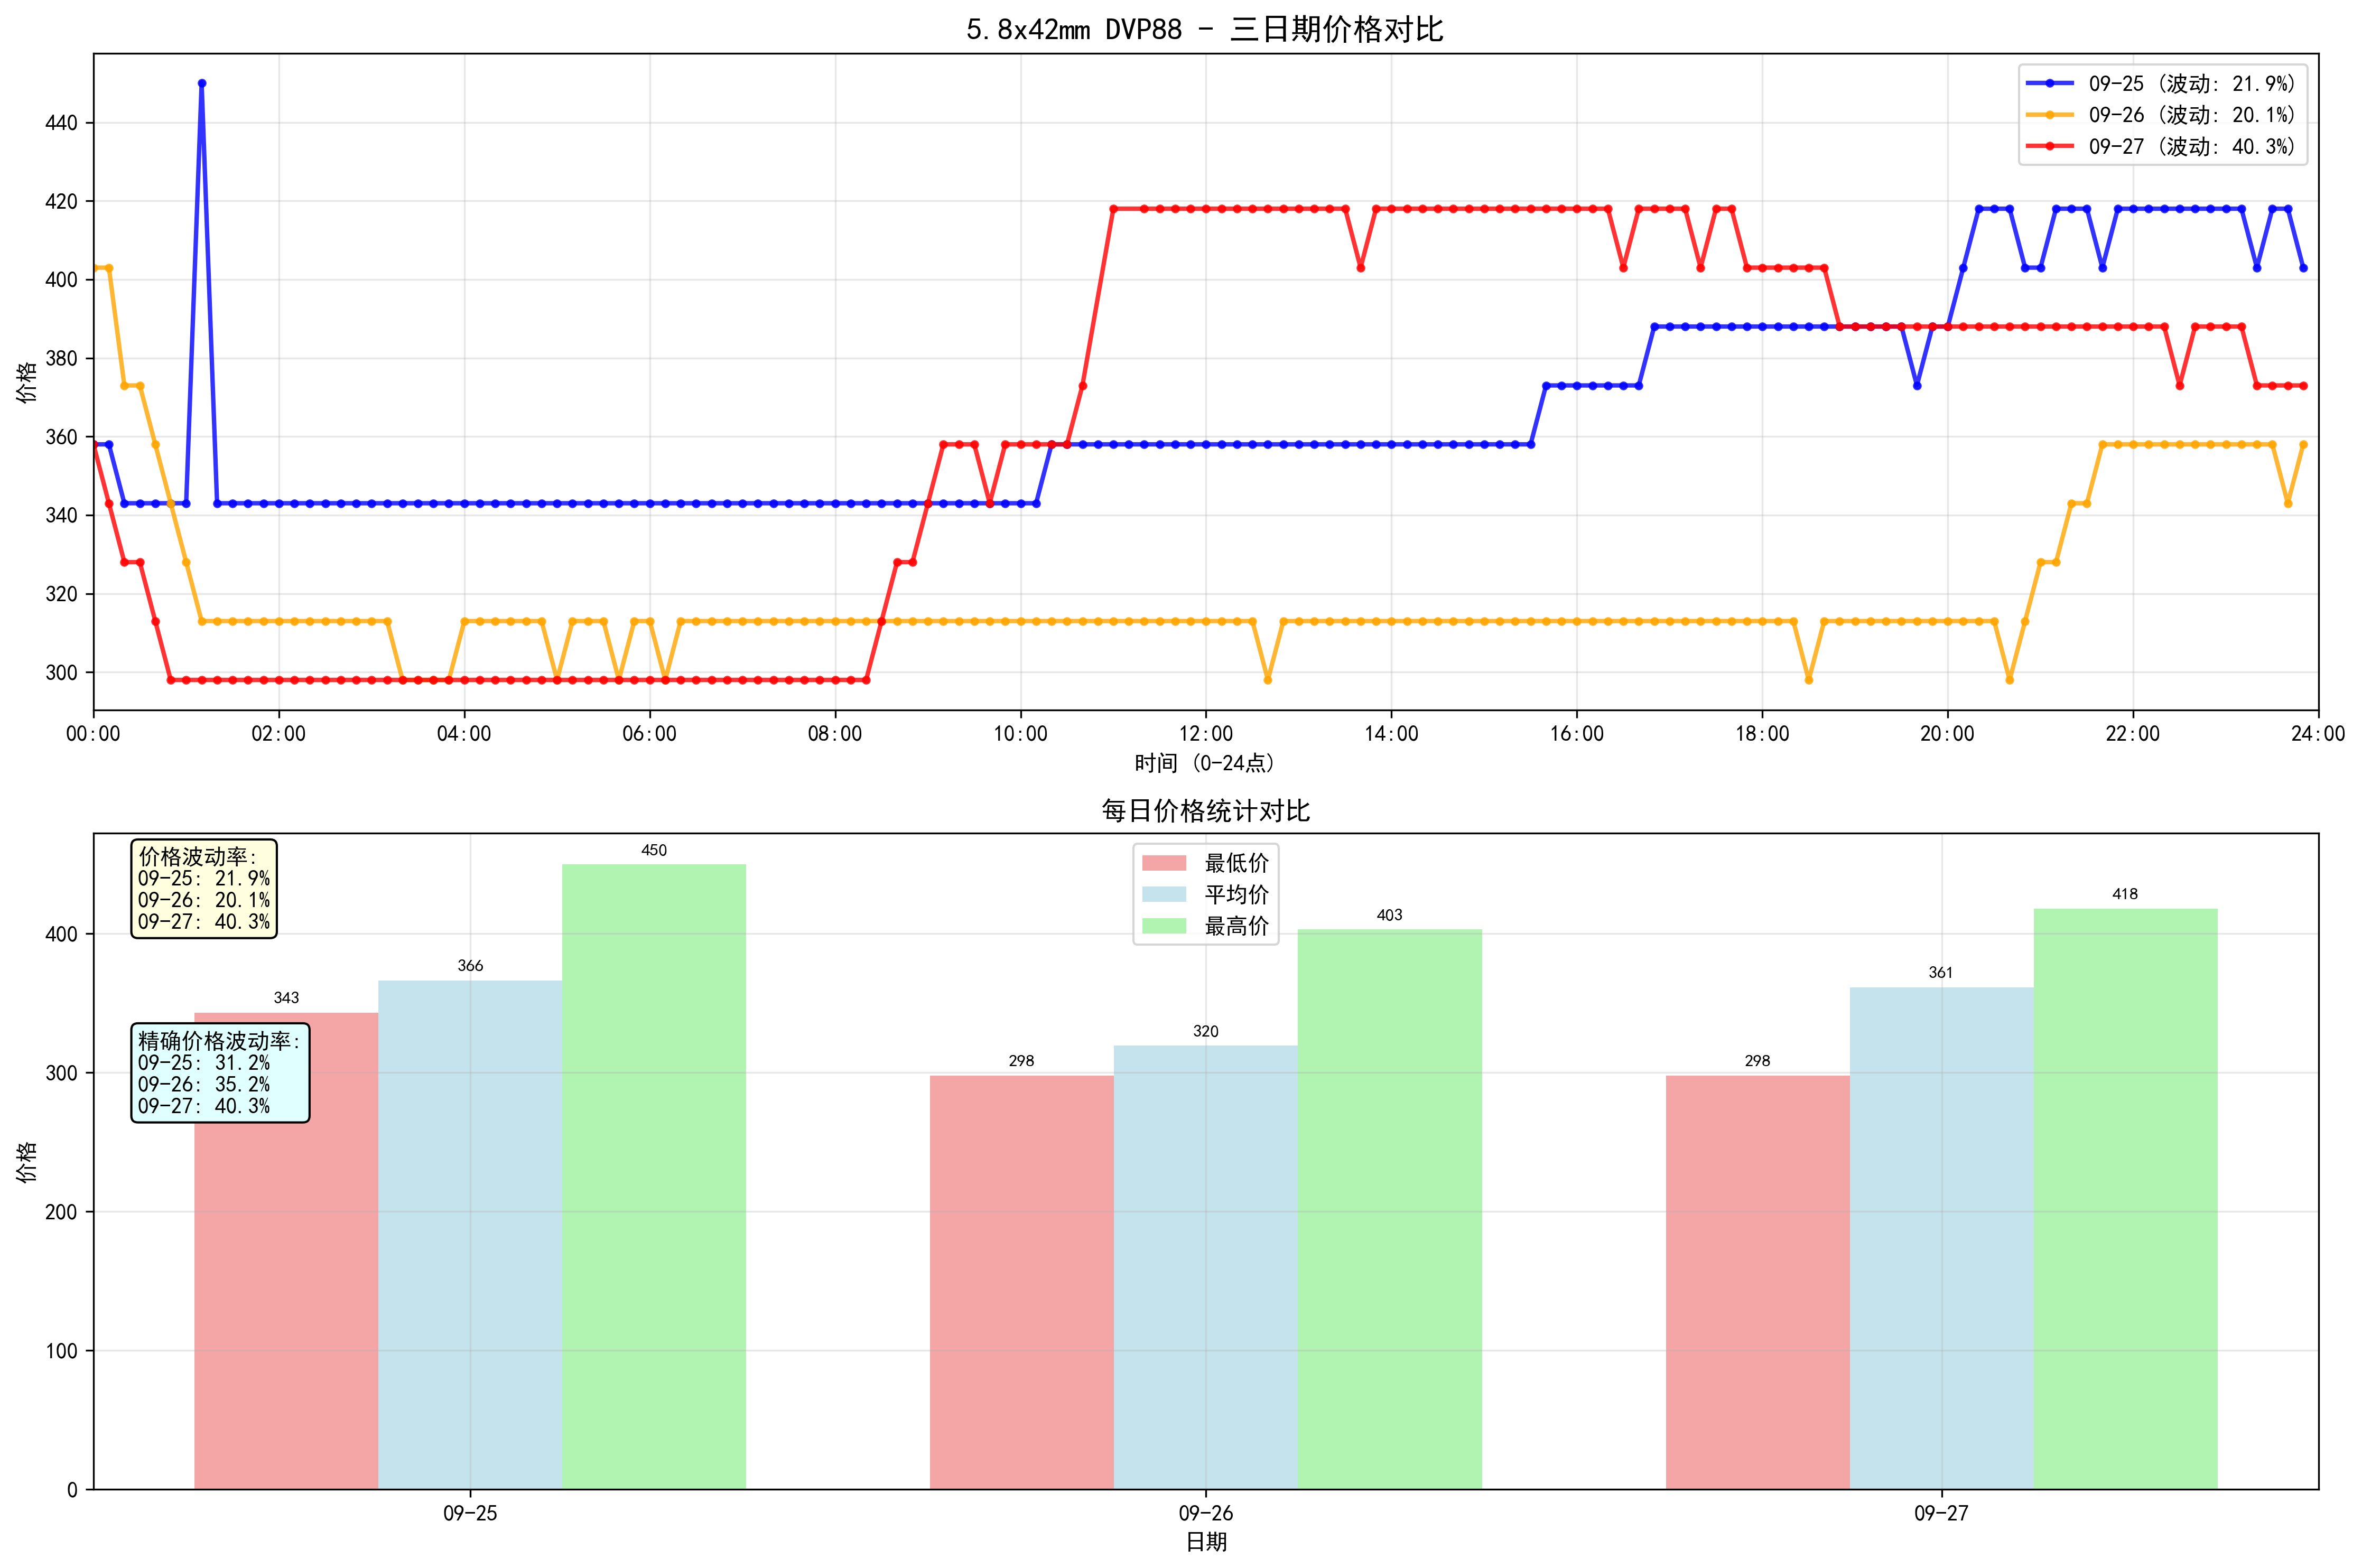 5.8x42mm DVP88 - 三日期价格对比
09-25 (波动: 21.9%)
09-26 (波动: 20.1%)
09-27 (波动: 40.3%)
价格
440
420
400
380
360
340
320
300
00:00 02:00 04:00 06:00 08:00 10:00 12:00 14:00 16:00 18:00 20:00 22:00 24:00
时间 (0-24点)
每日价格统计对比
价格波动率:
09-25: 21.9%
09-26: 20.1%
09-27: 40.3%
精确价格波动率:
09-25: 31.2%
09-26: 35.2%
09-27: 40.3%
最低价
平均价
最高价
343
366
450
298
320
403
298
361
418
价格
400
300
200
100
0
09-25 09-26 09-27
日期